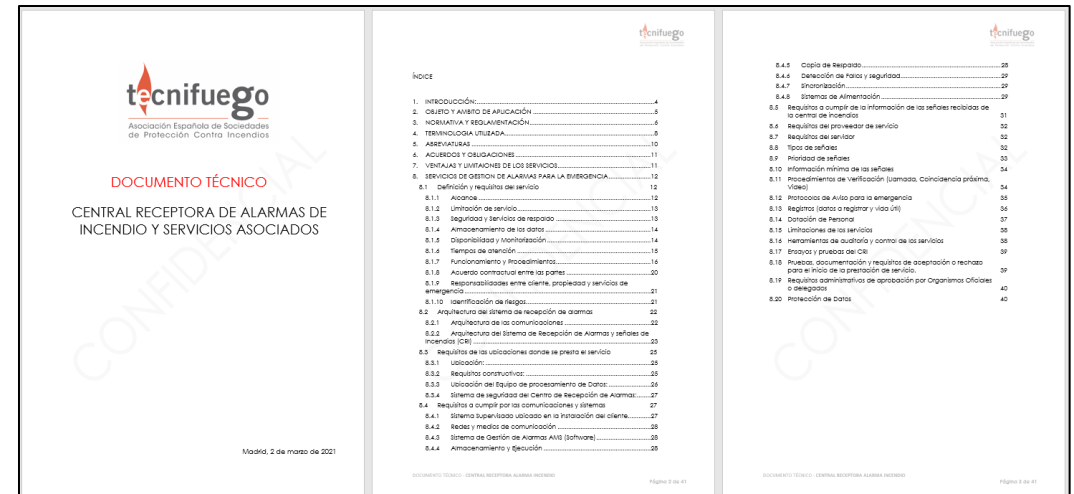 tecnifuego
Asociación Española de Sociedades
de Protección Contra Incendios
DOCUMENTO TÉCNICO
CENTRAL RECEPTORA DE ALARMAS DE
INCENDIO Y SERVICIOS ASOCIADOS
CONFIDENCIAL
Madrid, 2 de marzo de 2021
tecnifuego
ÍNDICE
1. INTRODUCCIÓN:....4
2. OBJETO Y AMBITO DE APLICACIÓN....5
3. NORMATIVA Y REGLAMENTACIÓN....6
4. TERMINOLOGIA UTILIZADA....8
5. ABREVIATURAS....10
6. ACUERDOS Y OBLIGACIONES....11
7. VENTAJAS Y LIMITAIONES DE LOS SERVICIOS....11
8. SERVICIOS DE GESTION DE ALARMAS PARA LA EMERGENCIA....12
8.1 Definición y requisitos del servicio 12
8.1.1 Alcance....12
8.1.2 Limitación de servicio....13
8.1.3 Seguridad y Servicios de respaldo....13
8.1.4 Almacenamiento de los datos....14
8.1.5 Disponibilidad y Monitorización....14
8.1.6 Tiempos de atención....15
8.1.7 Funcionamiento y Procedimientos....16
8.1.8 Acuerdo contractual entre las partes....20
8.1.9 Responsabilidades entre cliente, propiedad y servicios de
emergencia....21
8.1.10 Identificación de riesgos....21
8.2 Arquitectura del sistema de recepción de alarmas 22
8.2.1 Arquitectura de las comunicaciones....22
8.2.2 Arquitectura del Sistema de Recepción de Alarmas y señales de
Incendios (CRI)....23
8.3 Requisitos de las ubicaciones donde se presta el servicio 25
8.3.1 Ubicación:....25
8.3.2 Requisitos constructivos:....25
8.3.3 Ubicación del Equipo de procesamiento de Datos:....26
8.3.4 Sistema de seguridad del Centro de Recepción de Alarmas:....27
8.4 Requisitos a cumplir por las comunicaciones y sistemas 27
8.4.1 Sistema Supervisado ubicado en la instalación del cliente....27
8.4.2 Redes y medios de comunicación....28
8.4.3 Sistema de Gestión de Alarmas AMS (Software)....28
8.4.4 Almacenamiento y Ejecución....28
DOCUMENTO TÉCNICO - CENTRAL RECEPTORA ALARMA INCENDIO
CONFIDENCIAL
tecnifuego
8.4.5 Copia de Respaldo....28
8.4.6 Detección de Fallos y seguridad....29
8.4.7 Sincronización....29
8.4.8 Sistemas de Alimentación....29
8.5 Requisitos a cumplir de la información de las señales recibidas de
la central de incendios 31
8.6 Requisitos del proveedor de servicio 32
8.7 Requisitos del servidor 32
8.8 Tipos de señales 32
8.9 Prioridad de señales 33
8.10 Información mínima de las señales 34
8.11 Procedimientos de Verificación (Llamada, Coincidencia próxima,
Video) 34
8.12 Protocolos de Aviso para la emergencia 35
8.13 Registros (datos a registrar y vida útil) 36
8.14 Dotación de Personal 37
8.15 Limitaciones de los servicios 38
8.16 Herramientas de auditoría y control de los servicios 38
8.17 Ensayos y pruebas del CRI 39
8.18 Pruebas, documentación y requisitos de aceptación o rechazo
para el inicio de la prestación de servicio. 39
8.19 Requisitos administrativas de aprobación por Organismos Oficiales
o delegados 40
8.20 Protección de Datos 40
DOCUMENTO TÉCNICO - CENTRAL RECEPTORA ALARMA INCENDIO
Página 3 de 41
CONFIDENCIAL